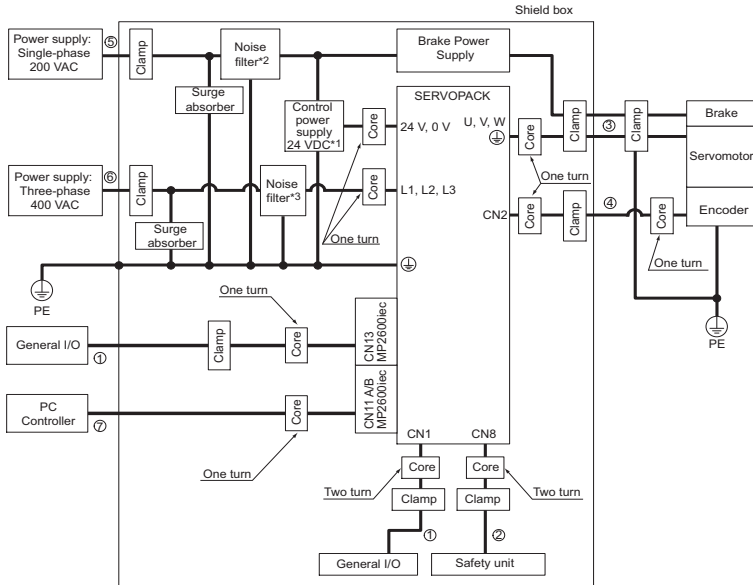 Shield box
Power supply:
Single-phase
200 VAC
⑤
Clamp
Surge
absorber
Noise
filter*2
Brake Power
Supply
Control
power
supply
24 VDC*1
Core
SERVOPACK
24 V, 0 V
U, V, W
Core
Clamp
③
Clamp
Brake
Servomotor
Encoder
Power supply:
Three-phase
400 VAC
⑥
Clamp
Surge
absorber
Noise
filter*3
Core
L1, L2, L3
One turn
One turn
CN2
Core
Clamp
④
Core
One turn
PE
PE
General I/O
①
Clamp
One turn
Core
CN13
MP2600iec
PC
Controller
⑦
Core
One turn
CN11 A/B
MP2600iec
CN1
CN8
Two turn
Core
Core
Two turn
Clamp
Clamp
①
②
General I/O
Safety unit